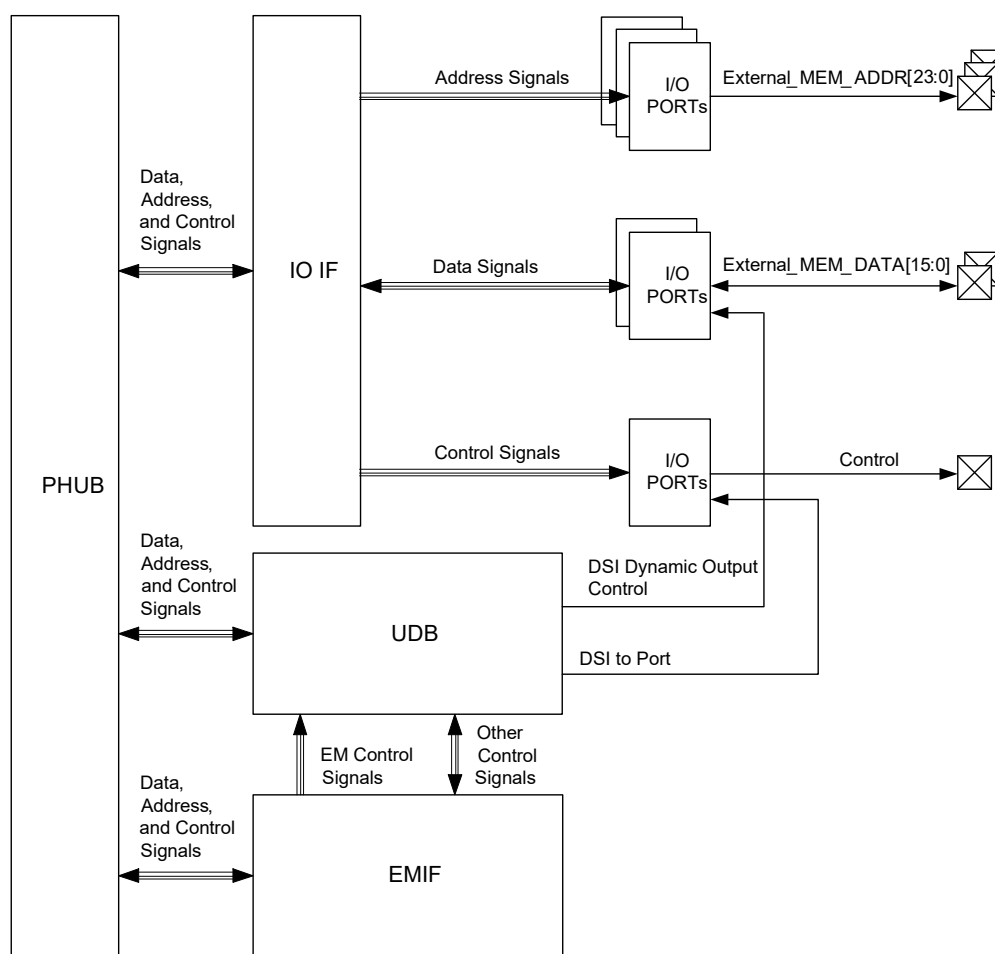 Address Signals
I/O
PORTs
External_MEM_ADDR[23:0]
Data,
Address,
and Control
Signals
IO IF
Data Signals
I/O
PORTs
External_MEM_DATA[15:0]
Control Signals
I/O
PORTs
Control
PHUB
Data,
Address,
and Control
Signals
UDB
DSI Dynamic Output
Control
DSI to Port
EM Control
Signals
Other
Control
Signals
Data,
Address,
and Control
Signals
EMIF